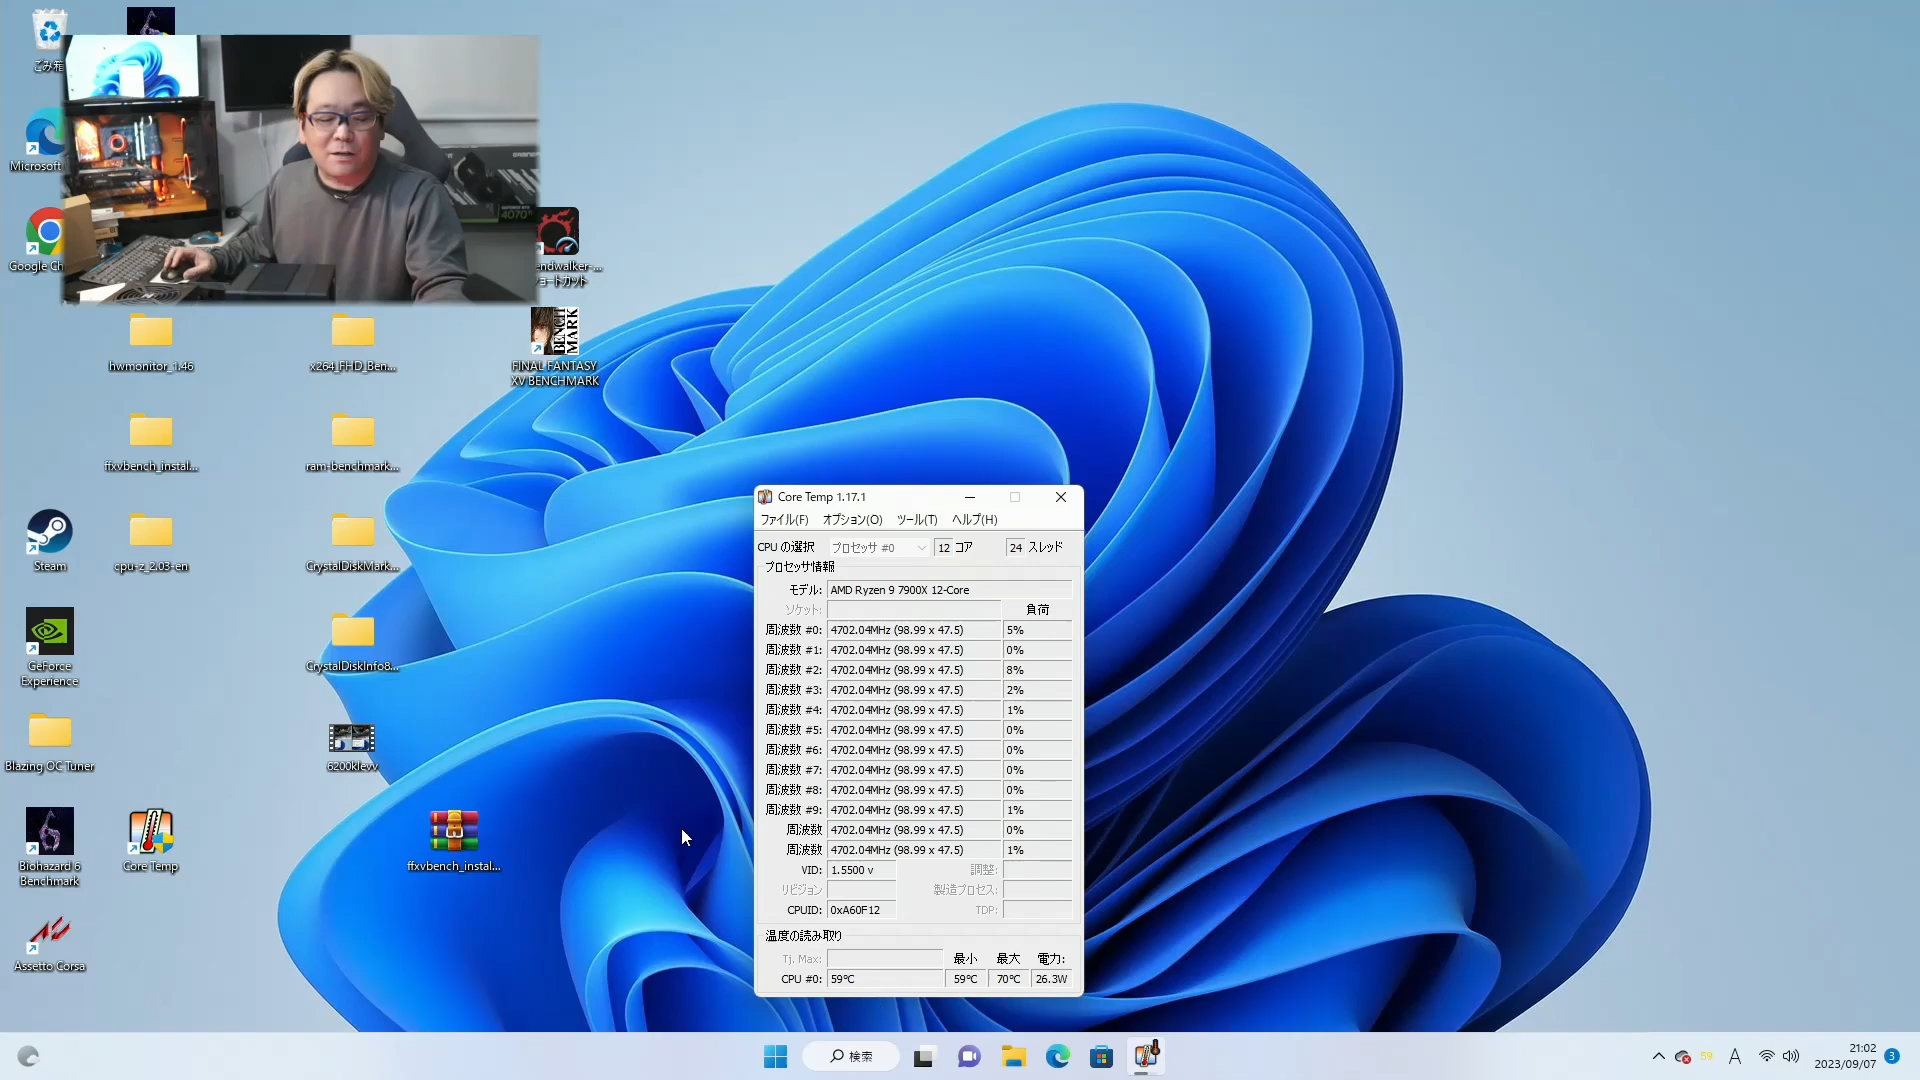 ごみ箱
Microsoft
Google Ch
4070Ti
endwalker-...
ョートカット
hwmonitor_1.46
x264_FHD_Ben...
BENCH
MARK
FINAL FANTASY
XV BENCHMARK
ffxvbench_instal...
ram-benchmark...
Steam
cpu-z_2.03-en
CrystalDiskMark...
GeForce
Experience
CrystalDiskInfo8...
Blazing OC Tuner
6200klevv
Biohazard 6
Benchmark
Core Temp
ffxvbench_instal...
Assetto Corsa
Core Temp 1.17.1
ファイル(F) オプション(O) ツール(T) ヘルプ(H)
CPU の選択 プロセッサ #0 12 コア 24 スレッド
プロセッサ情報
モデル: AMD Ryzen 9 7900X 12-Core
ソケット: 負荷
周波数 #0: 4702.04MHz (98.99 x 47.5) 5%
周波数 #1: 4702.04MHz (98.99 x 47.5) 0%
周波数 #2: 4702.04MHz (98.99 x 47.5) 8%
周波数 #3: 4702.04MHz (98.99 x 47.5) 2%
周波数 #4: 4702.04MHz (98.99 x 47.5) 1%
周波数 #5: 4702.04MHz (98.99 x 47.5) 0%
周波数 #6: 4702.04MHz (98.99 x 47.5) 0%
周波数 #7: 4702.04MHz (98.99 x 47.5) 0%
周波数 #8: 4702.04MHz (98.99 x 47.5) 0%
周波数 #9: 4702.04MHz (98.99 x 47.5) 1%
周波数 4702.04MHz (98.99 x 47.5) 0%
周波数 4702.04MHz (98.99 x 47.5) 1%
VID: 1.5500 v 調整:
リビジョン 製造プロセス:
CPUID: 0xA60F12 TDP:
温度の読み取り
Tj. Max: 最小 最大 電力:
CPU #0: 59℃ 59℃ 70℃ 26.3W
検索
59 A 21:02
2023/09/07 3